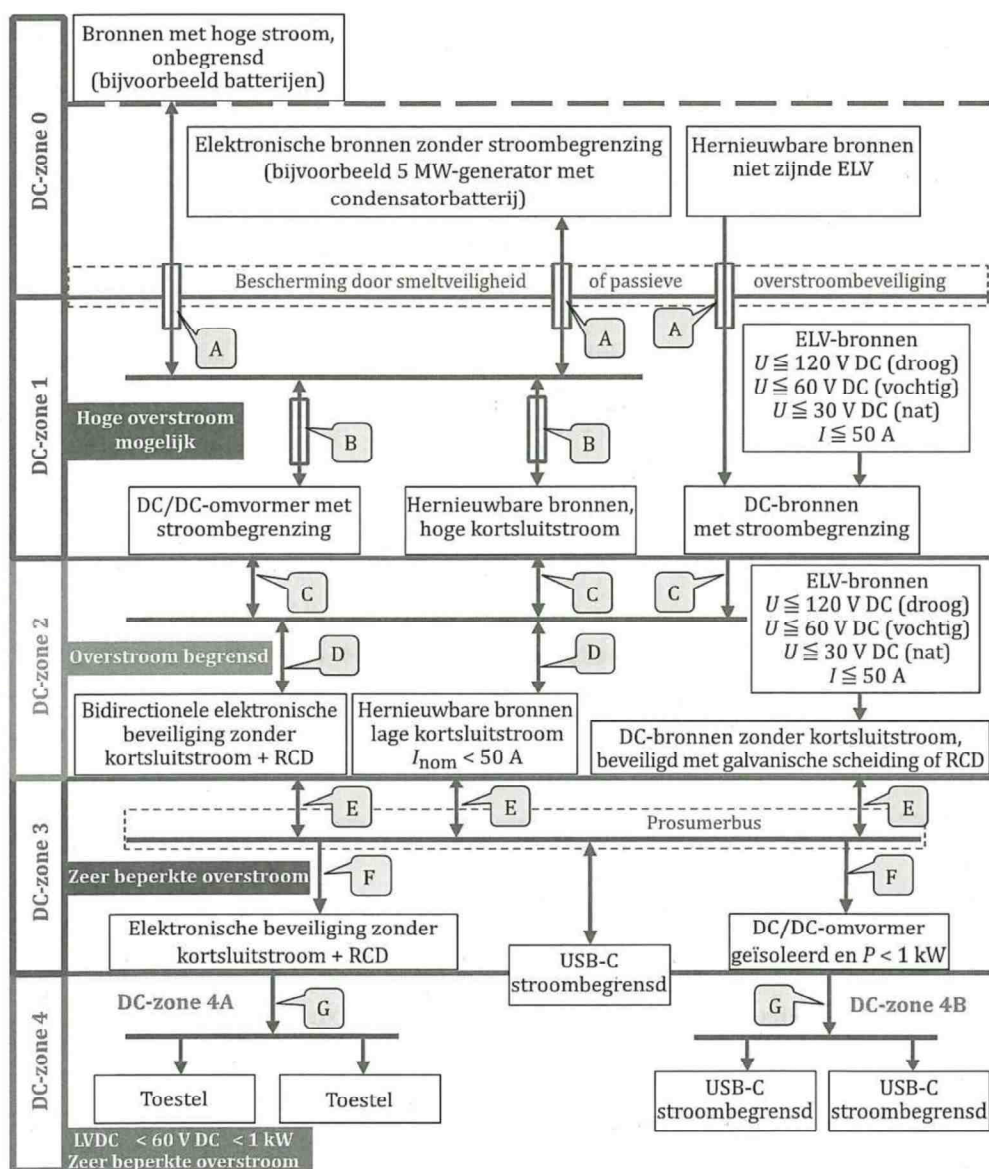 DC-zone 0
Bronnen met hoge stroom,
onbegrensd
(bijvoorbeeld batterijen)
Elektronische bronnen zonder stroombegrenzing
(bijvoorbeeld 5 MW-generator met
condensatorbatterij)
Hernieuwbare bronnen
niet zijnde ELV
Bescherming door smeltveiligheid of passieve overstroombeveiliging
A
A
A
DC-zone 1
ELV-bronnen
U ≦ 120 V DC (droog)
U ≦ 60 V DC (vochtig)
U ≦ 30 V DC (nat)
I ≦ 50 A
Hoge overstroom
mogelijk
B
B
DC/DC-omvormer met
stroombegrenzing
Hernieuwbare bronnen,
hoge kortsluitstroom
DC-bronnen
met stroombegrenzing
DC-zone 2
C
C
C
ELV-bronnen
U ≦ 120 V DC (droog)
U ≦ 60 V DC (vochtig)
U ≦ 30 V DC (nat)
I ≦ 50 A
Overstroom begrensd
D
D
Bidirectionele elektronische
beveiliging zonder
kortsluitstroom + RCD
Hernieuwbare bronnen
lage kortsluitstroom
Inom < 50 A
DC-bronnen zonder kortsluitstroom,
beveiligd met galvanische scheiding of RCD
DC-zone 3
E
E
E
Prosumerbus
Zeer beperkte overstroom
F
F
Elektronische beveiliging zonder
kortsluitstroom + RCD
USB-C
stroombegrensd
DC/DC-omvormer
geïsoleerd en P < 1 kW
DC-zone 4
DC-zone 4A
G
G
DC-zone 4B
Toestel
Toestel
USB-C
stroombegrensd
USB-C
stroombegrensd
LVDC < 60 V DC < 1 kW
Zeer beperkte overstroom